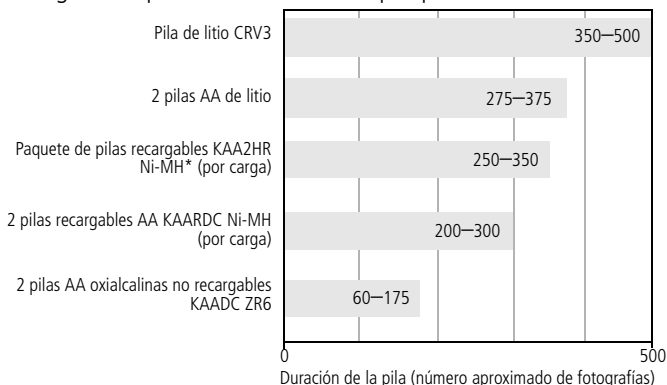 Pila de litio CRV3
350–500
2 pilas AA de litio
275–375
Paquete de pilas recargables KAA2HR
Ni-MH* (por carga)
250–350
2 pilas recargables AA KAARDC Ni-MH
(por carga)
200–300
2 pilas AA oxialcalinas no recargables
KAADC ZR6
60–175
0
500
Duración de la pila (número aproximado de fotografías)